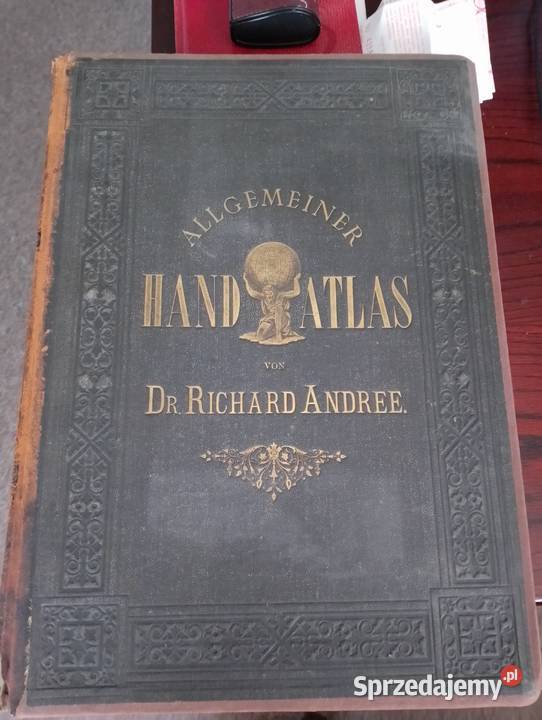 ALLGEMEINER
HAND ATLAS
VON
DR. RICHARD ANDREE.
Sprzedajemy.pl